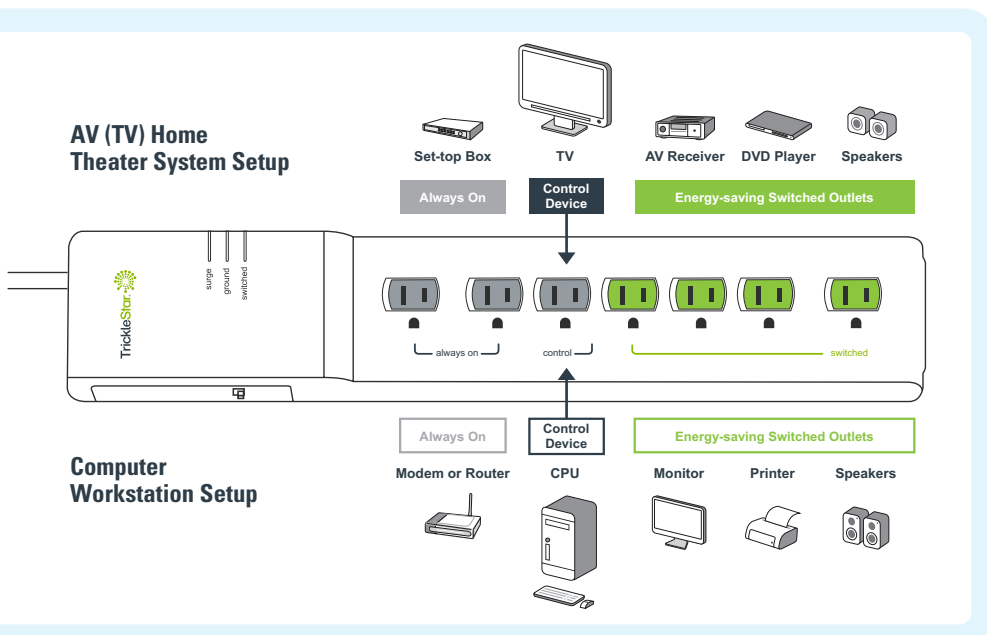 AV (TV) Home
Theater System Setup
Set-top Box
TV
AV Receiver
DVD Player
Speakers
Always On
Control
Device
Energy-saving Switched Outlets
TrickleStar
surge
ground
switched
always on
control
switched
Always On
Control
Device
Energy-saving Switched Outlets
Computer
Workstation Setup
Modem or Router
CPU
Monitor
Printer
Speakers